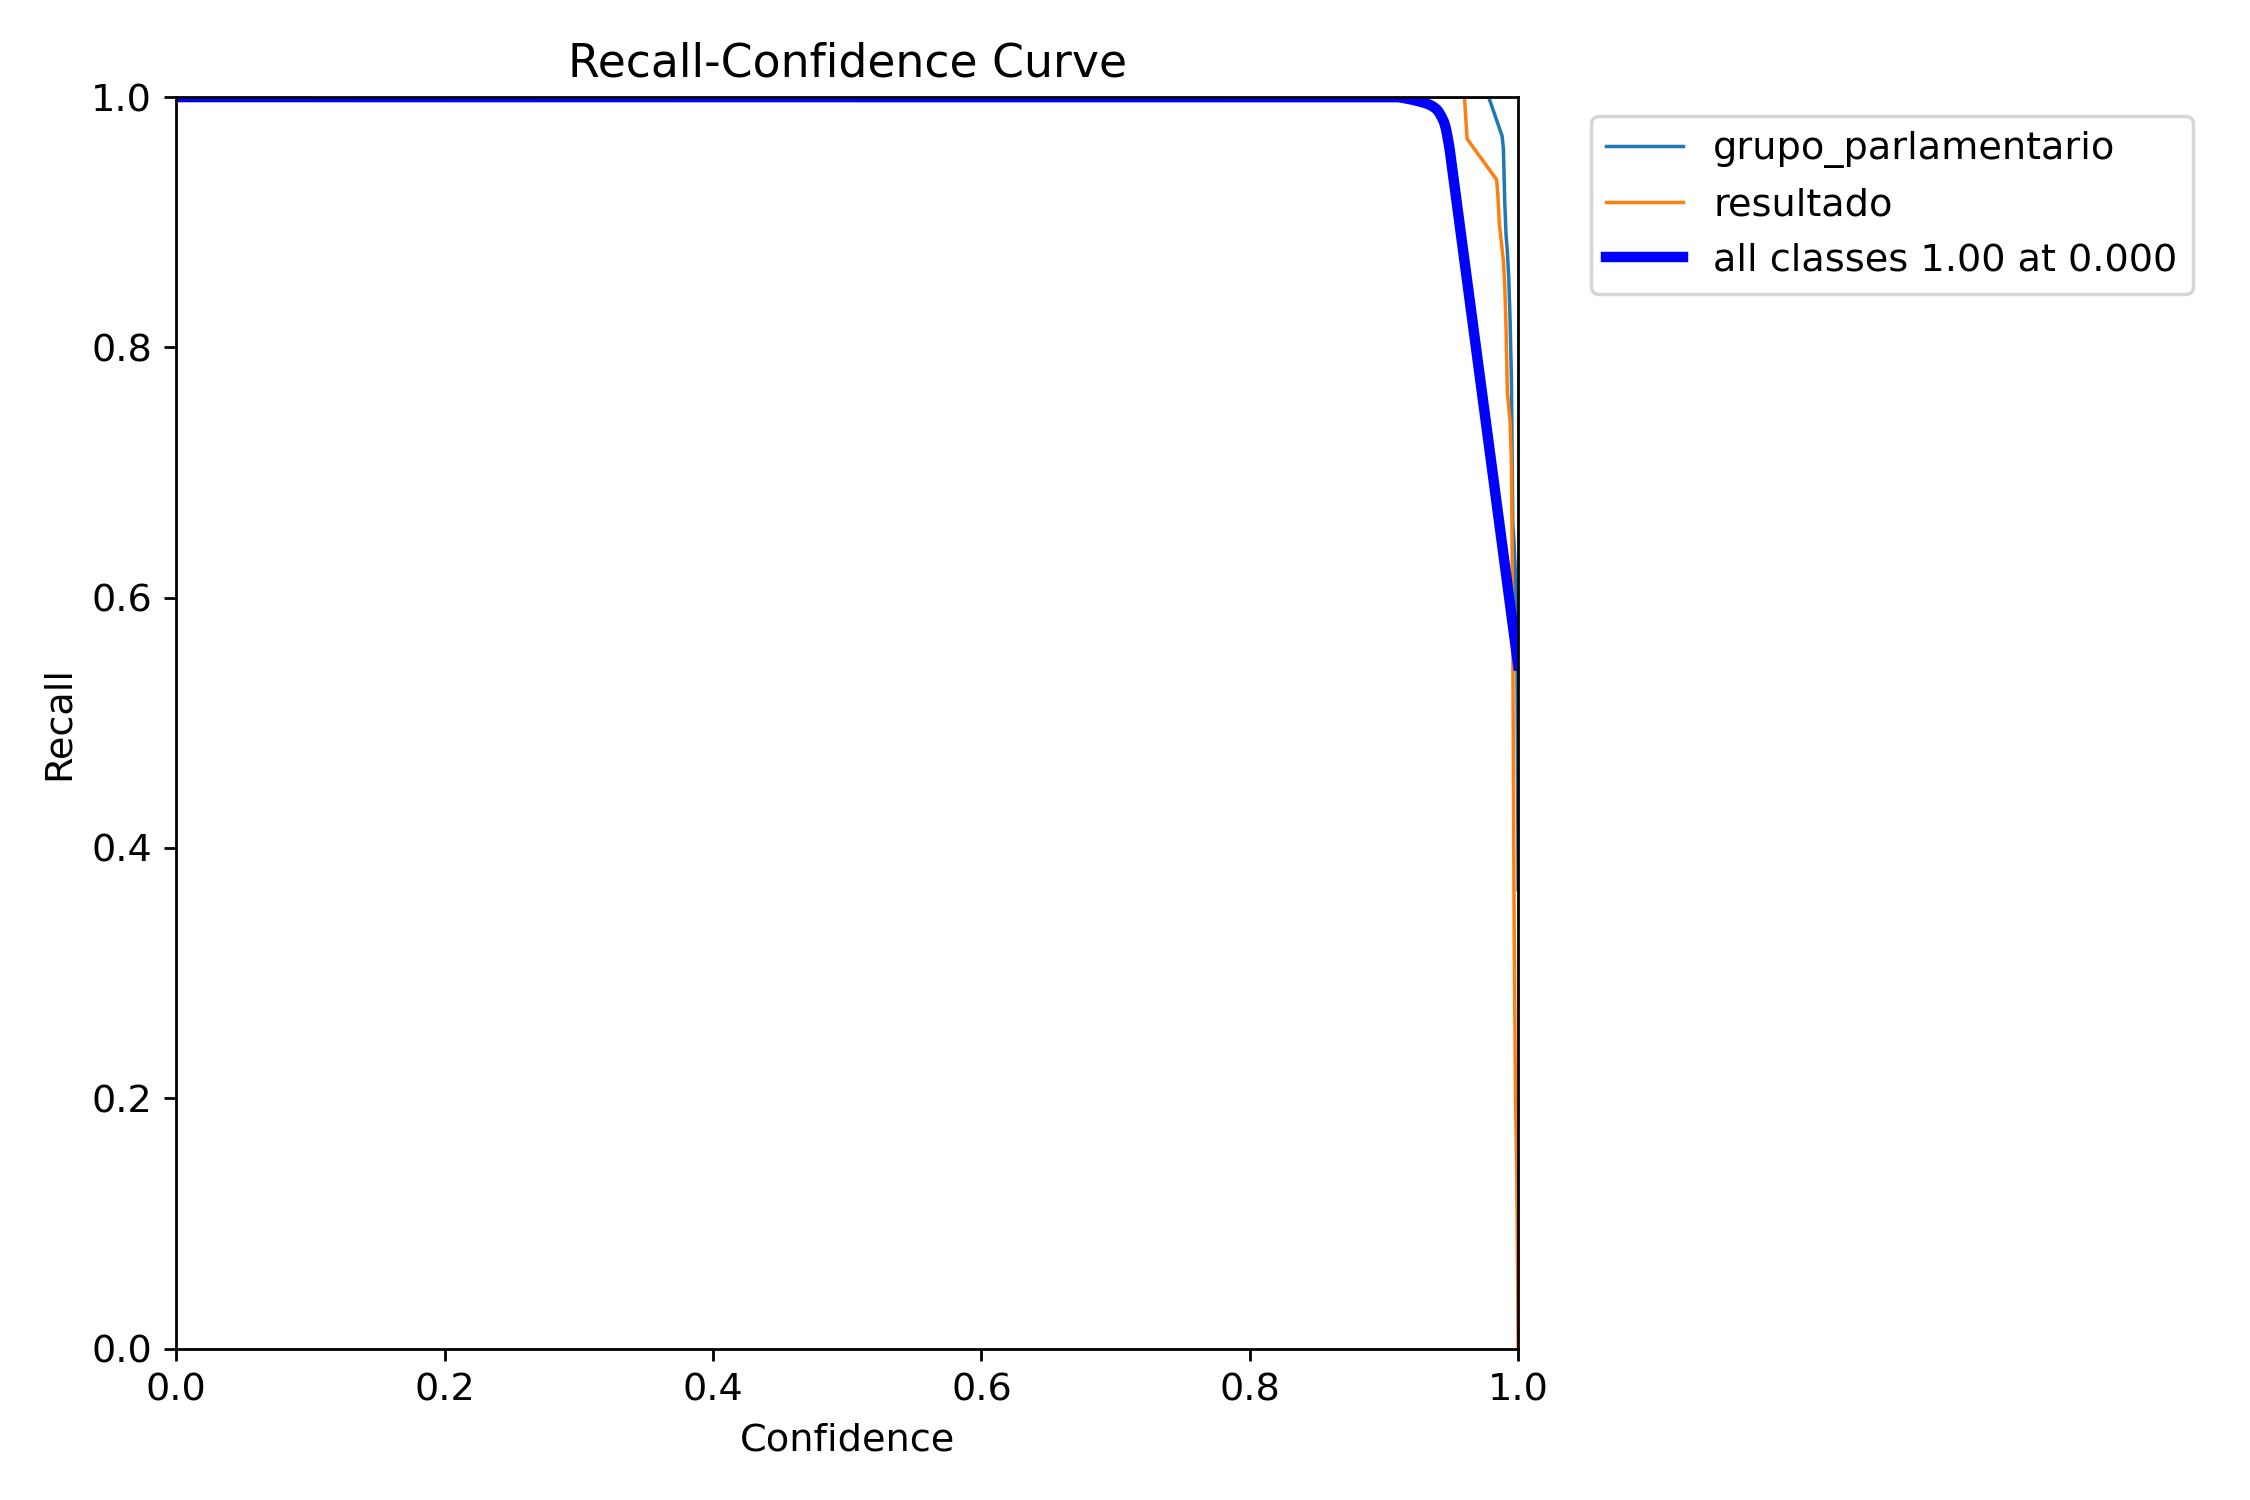 Recall-Confidence Curve
1.0
0.8
0.6
0.4
0.2
0.0
Recall
0.0 0.2 0.4 0.6 0.8 1.0
Confidence
grupo_parlamentario
resultado
all classes 1.00 at 0.000